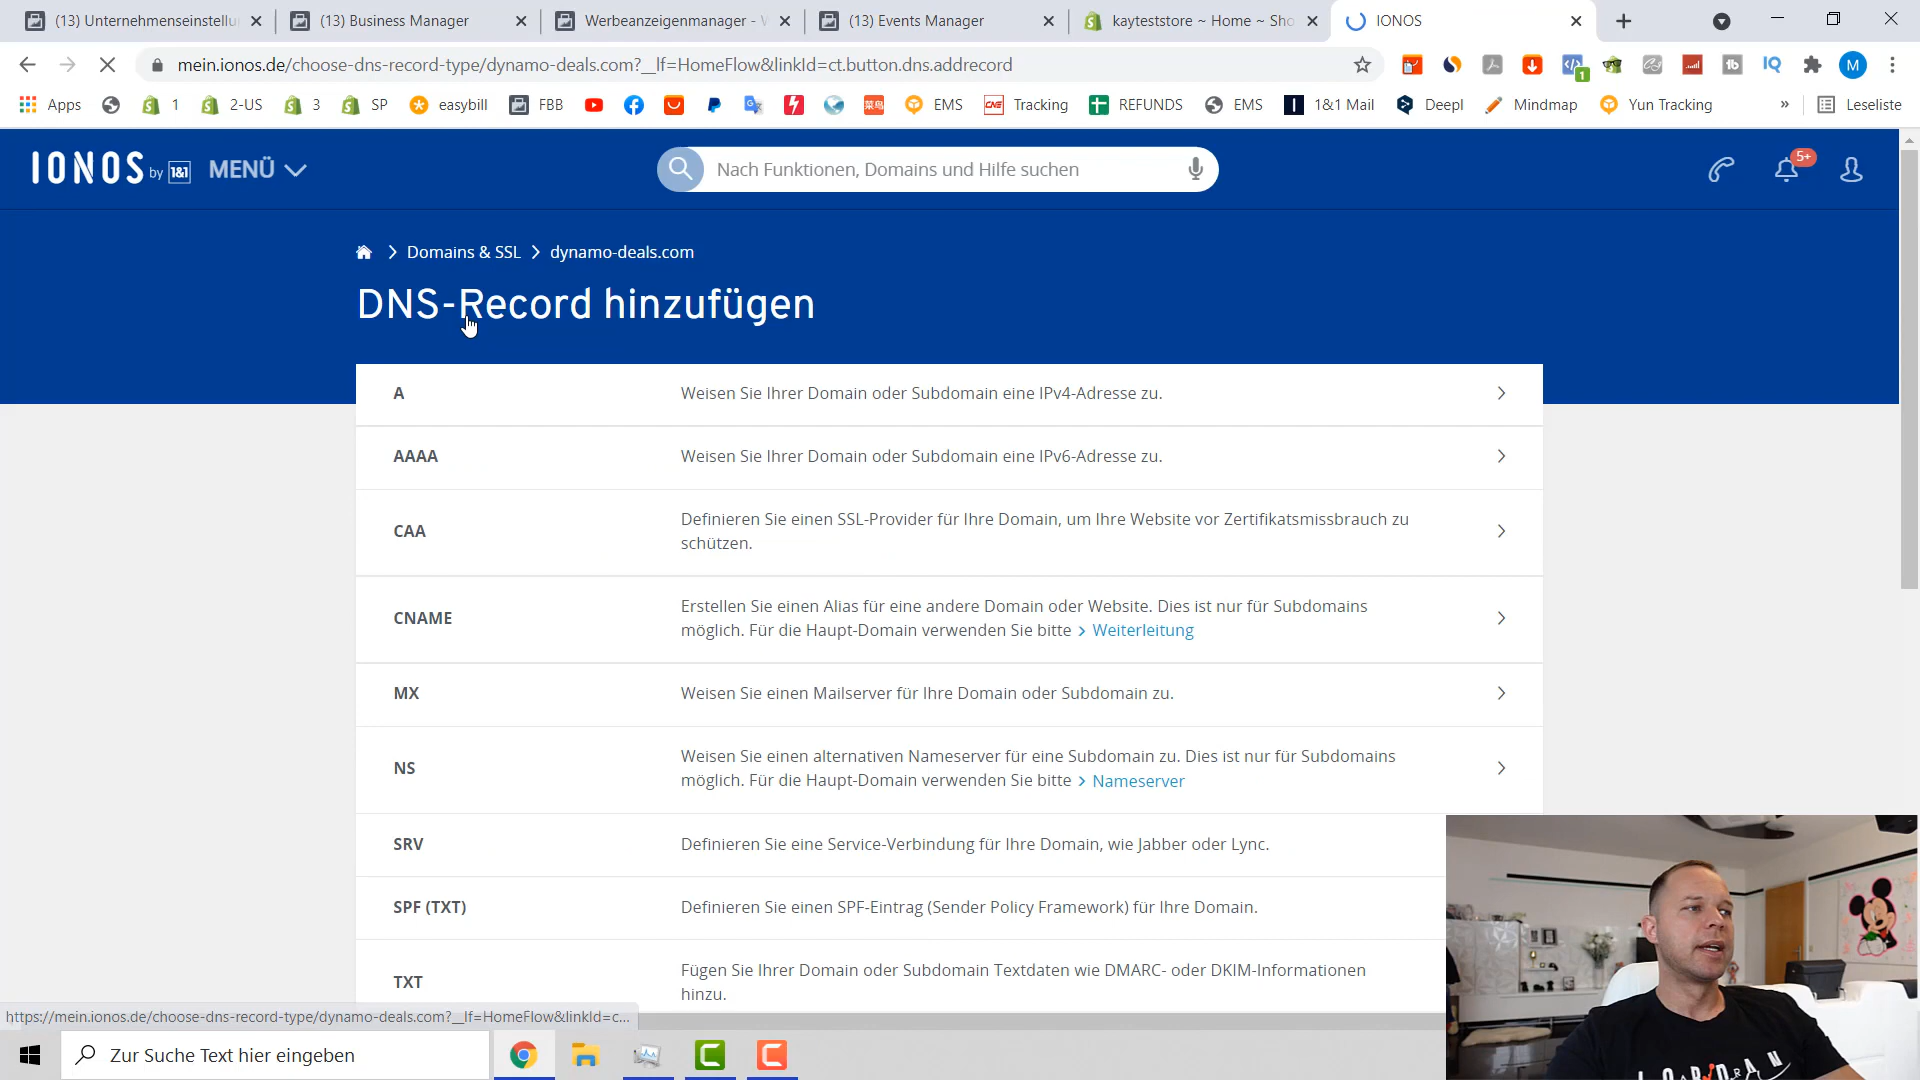 (13) Unternehmenseinstellu
(13) Business Manager
Werbeanzeigenmanager - W
(13) Events Manager
kayteststore ~ Home ~ Sho
IONOS
mein.ionos.de/choose-dns-record-type/dynamo-deals.com?__lf=HomeFlow&linkId=ct.button.dns.addrecord
M
Apps
1
2-US
3
SP
easybill
FBB
EMS
Tracking
REFUNDS
EMS
1&1 Mail
Deepl
Mindmap
Yun Tracking
»
Leseliste
IONOS by 1&1
MENÜ
Nach Funktionen, Domains und Hilfe suchen
5+
Domains & SSL
dynamo-deals.com
DNS-Record hinzufügen
A
Weisen Sie Ihrer Domain oder Subdomain eine IPv4-Adresse zu.
AAAA
Weisen Sie Ihrer Domain oder Subdomain eine IPv6-Adresse zu.
CAA
Definieren Sie einen SSL-Provider für Ihre Domain, um Ihre Website vor Zertifikatsmissbrauch zu
schützen.
CNAME
Erstellen Sie einen Alias für eine andere Domain oder Website. Dies ist nur für Subdomains
möglich. Für die Haupt-Domain verwenden Sie bitte > Weiterleitung
MX
Weisen Sie einen Mailserver für Ihre Domain oder Subdomain zu.
NS
Weisen Sie einen alternativen Nameserver für eine Subdomain zu. Dies ist nur für Subdomains
möglich. Für die Haupt-Domain verwenden Sie bitte > Nameserver
SRV
Definieren Sie eine Service-Verbindung für Ihre Domain, wie Jabber oder Lync.
SPF (TXT)
Definieren Sie einen SPF-Eintrag (Sender Policy Framework) für Ihre Domain.
TXT
Fügen Sie Ihrer Domain oder Subdomain Textdaten wie DMARC- oder DKIM-Informationen
hinzu.
https://mein.ionos.de/choose-dns-record-type/dynamo-deals.com?__lf=HomeFlow&linkId=c...
Zur Suche Text hier eingeben
JORDAN